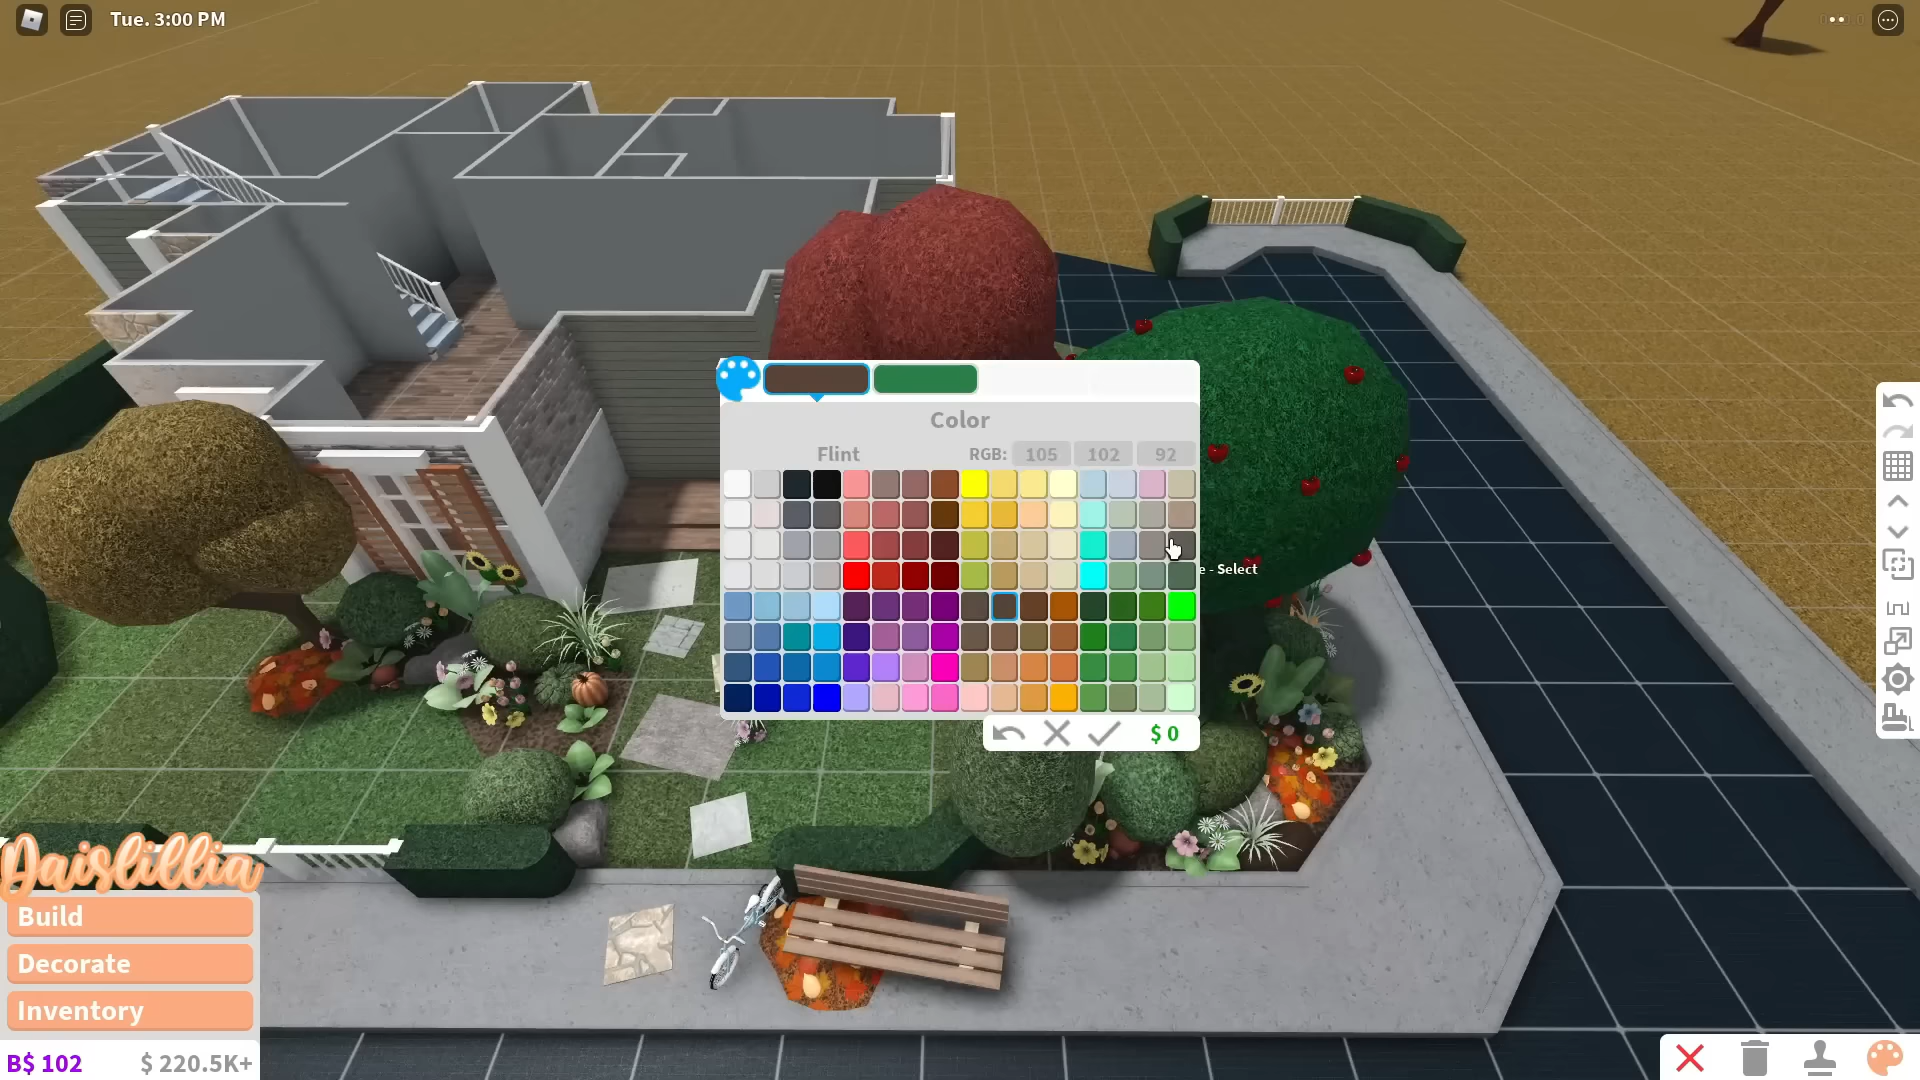 Tue. 3:00 PM
Color
Flint
RGB: 105 102 92
e - Select
$ 0
Daislillia
Build
Decorate
Inventory
B$ 102
$ 220.5K+